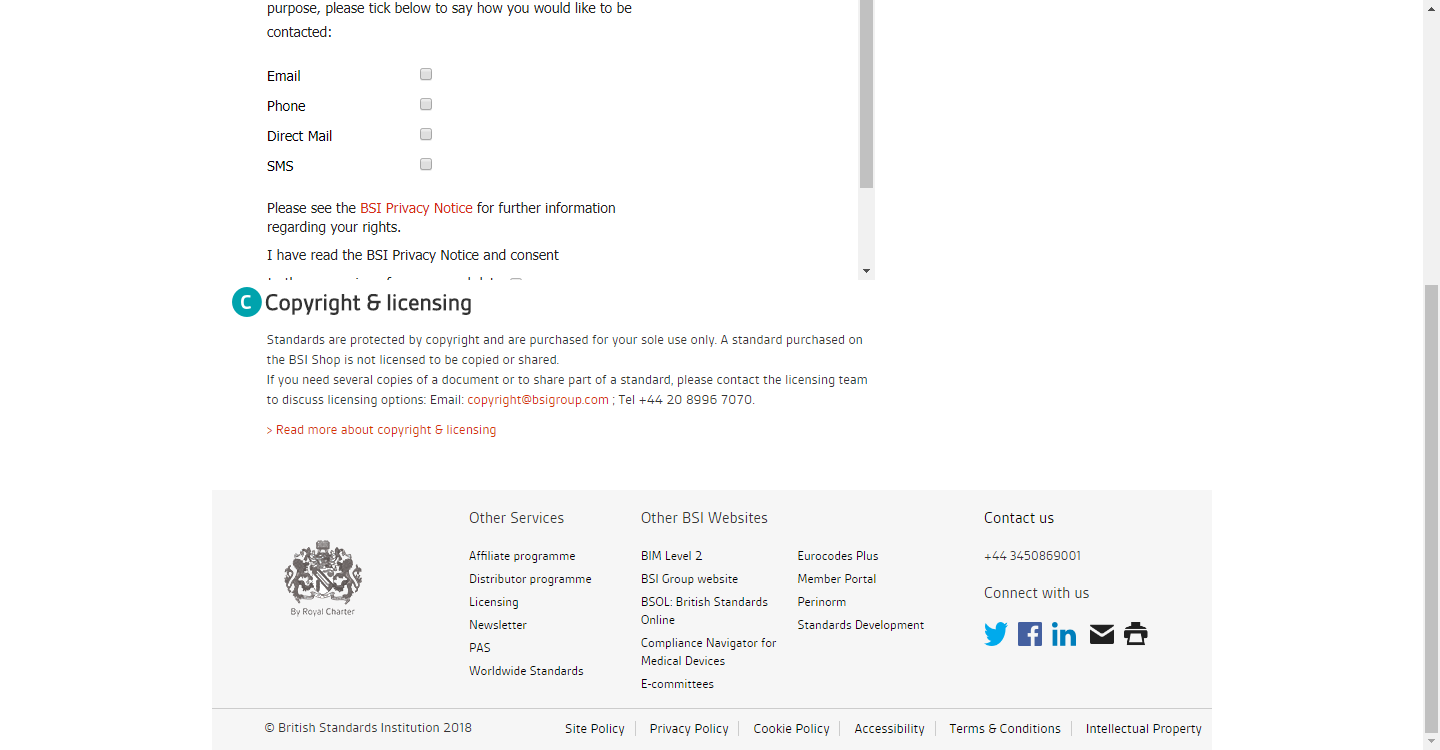 purpose, please tick below to say how you would like to be
contacted:
Email
Phone
Direct Mail
SMS
Please see the BSI Privacy Notice for further information
regarding your rights.
I have read the BSI Privacy Notice and consent
C Copyright & licensing
Standards are protected by copyright and are purchased for your sole use only. A standard purchased on
the BSI Shop is not licensed to be copied or shared.
If you need several copies of a document or to share part of a standard, please contact the licensing team
to discuss licensing options: Email: copyright@bsigroup.com ; Tel +44 20 8996 7070.
> Read more about copyright & licensing
By Royal Charter
Other Services
Affiliate programme
Distributor programme
Licensing
Newsletter
PAS
Worldwide Standards
Other BSI Websites
BIM Level 2
BSI Group website
BSOL: British Standards
Online
Compliance Navigator for
Medical Devices
E-committees
Eurocodes Plus
Member Portal
Perinorm
Standards Development
Contact us
+44 3450869001
Connect with us
© British Standards Institution 2018
Site Policy
Privacy Policy
Cookie Policy
Accessibility
Terms & Conditions
Intellectual Property